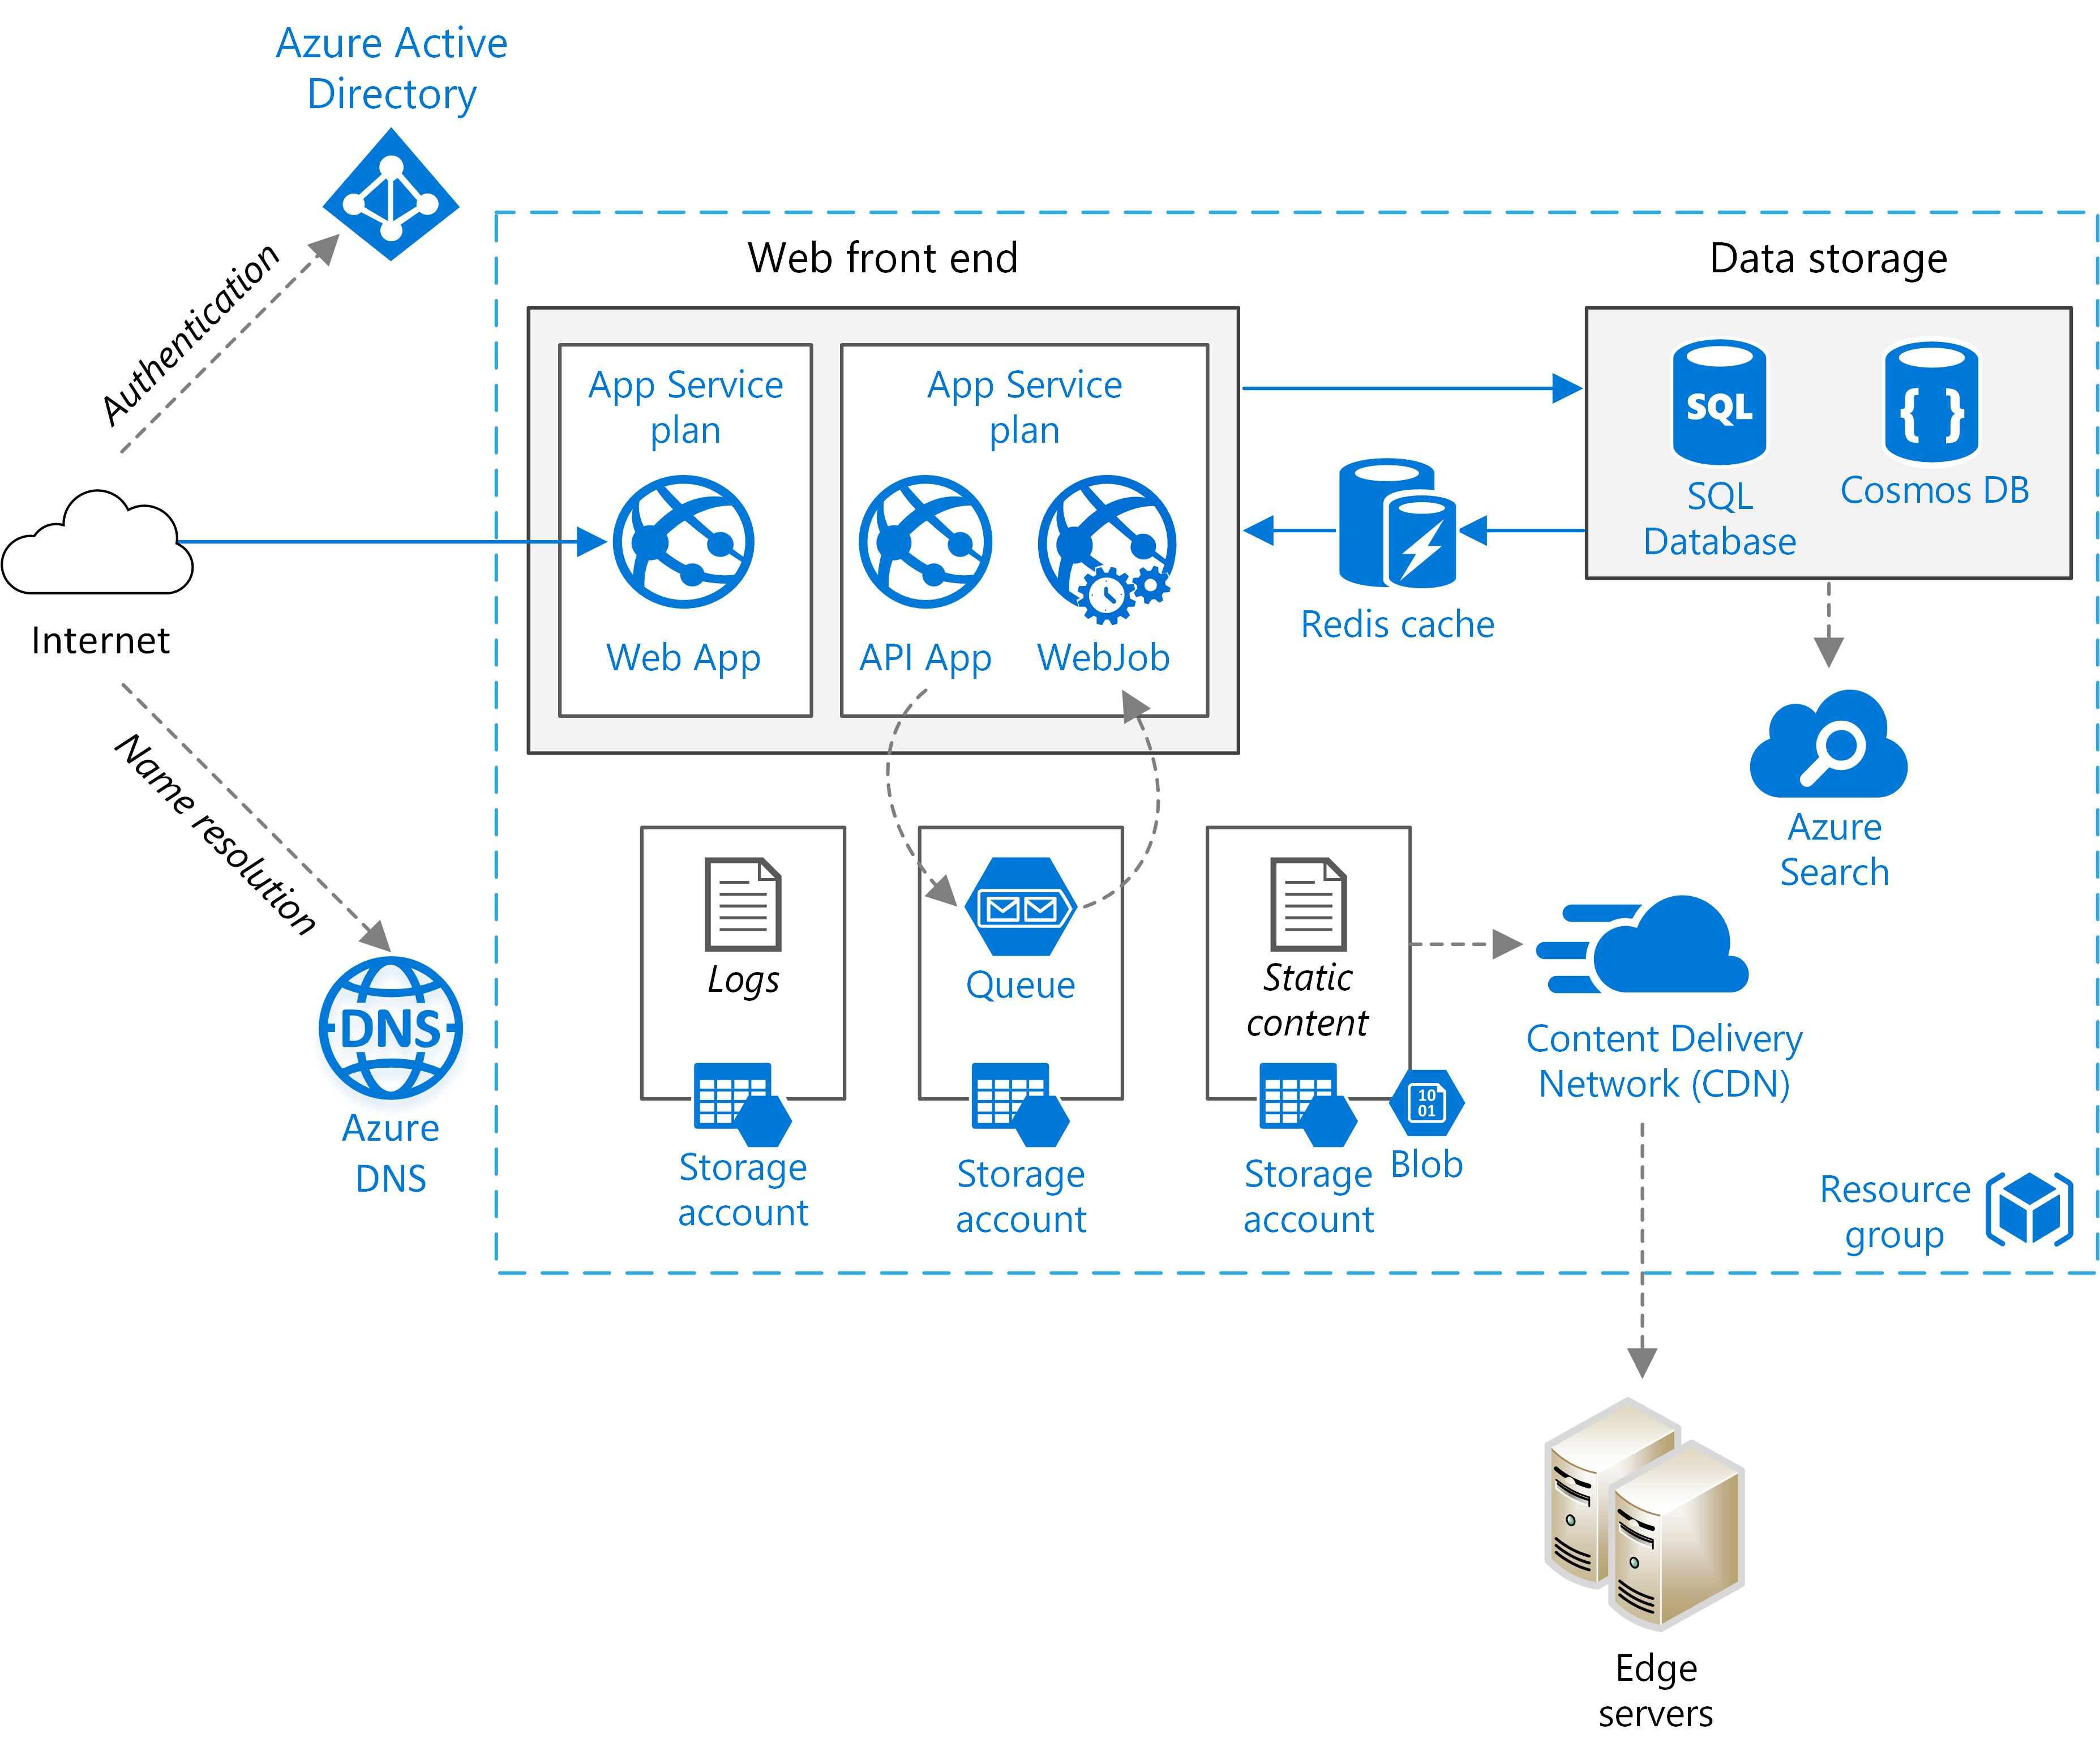 Azure Active
Directory
Authentication
Internet
Name resolution
DNS
Azure
DNS
Web front end
App Service
plan
Web App
App Service
plan
API App
WebJob
Redis cache
Data storage
SQL
SQL
Database
{ }
Cosmos DB
Azure
Search
Logs
Storage
account
Queue
Storage
account
Static
content
Storage
account
10
01
Blob
Content Delivery
Network (CDN)
Resource
group
Edge
servers